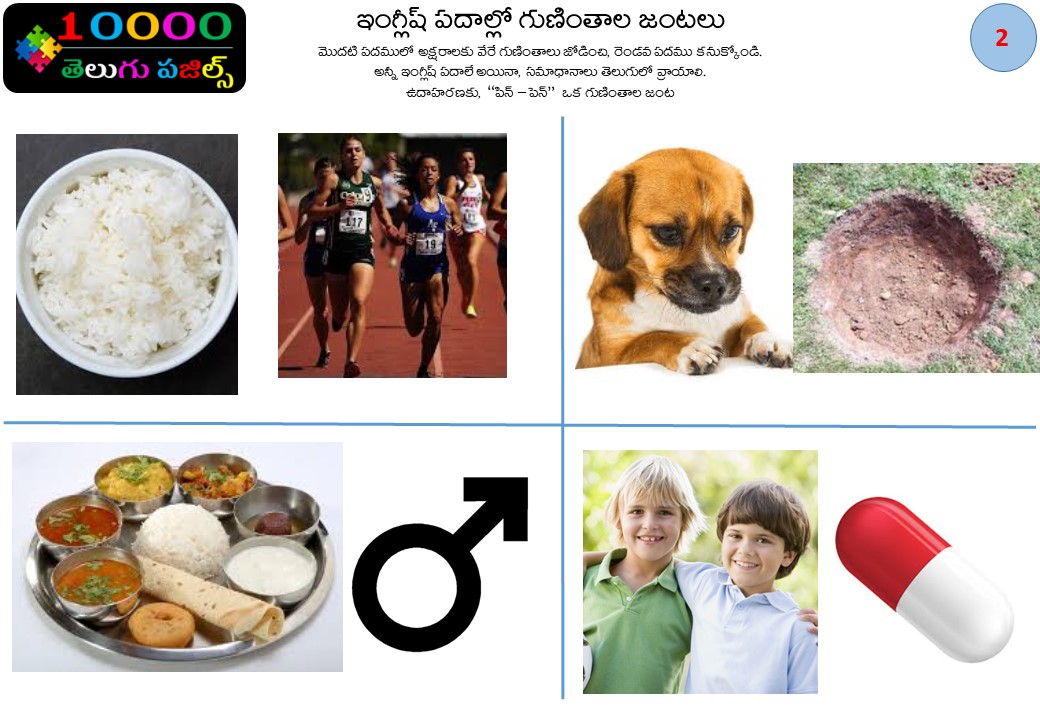 10000
తెలుగు పజిల్స్
ఇంగ్లీష్ పదాల్లో గుణింతాల జంటలు
మొదటి పదములో అక్షరాలకు వేరే గుణింతాలు జోడించి, రెండవ పదము కనుక్కోండి.
అన్ని ఇంగ్లీష్ పదాలే అయినా, సమాధానాలు తెలుగులో వ్రాయాలి.
ఉదాహరణకు, “పిన్ – పెన్” ఒక గుణింతాల జంట
2
117
19